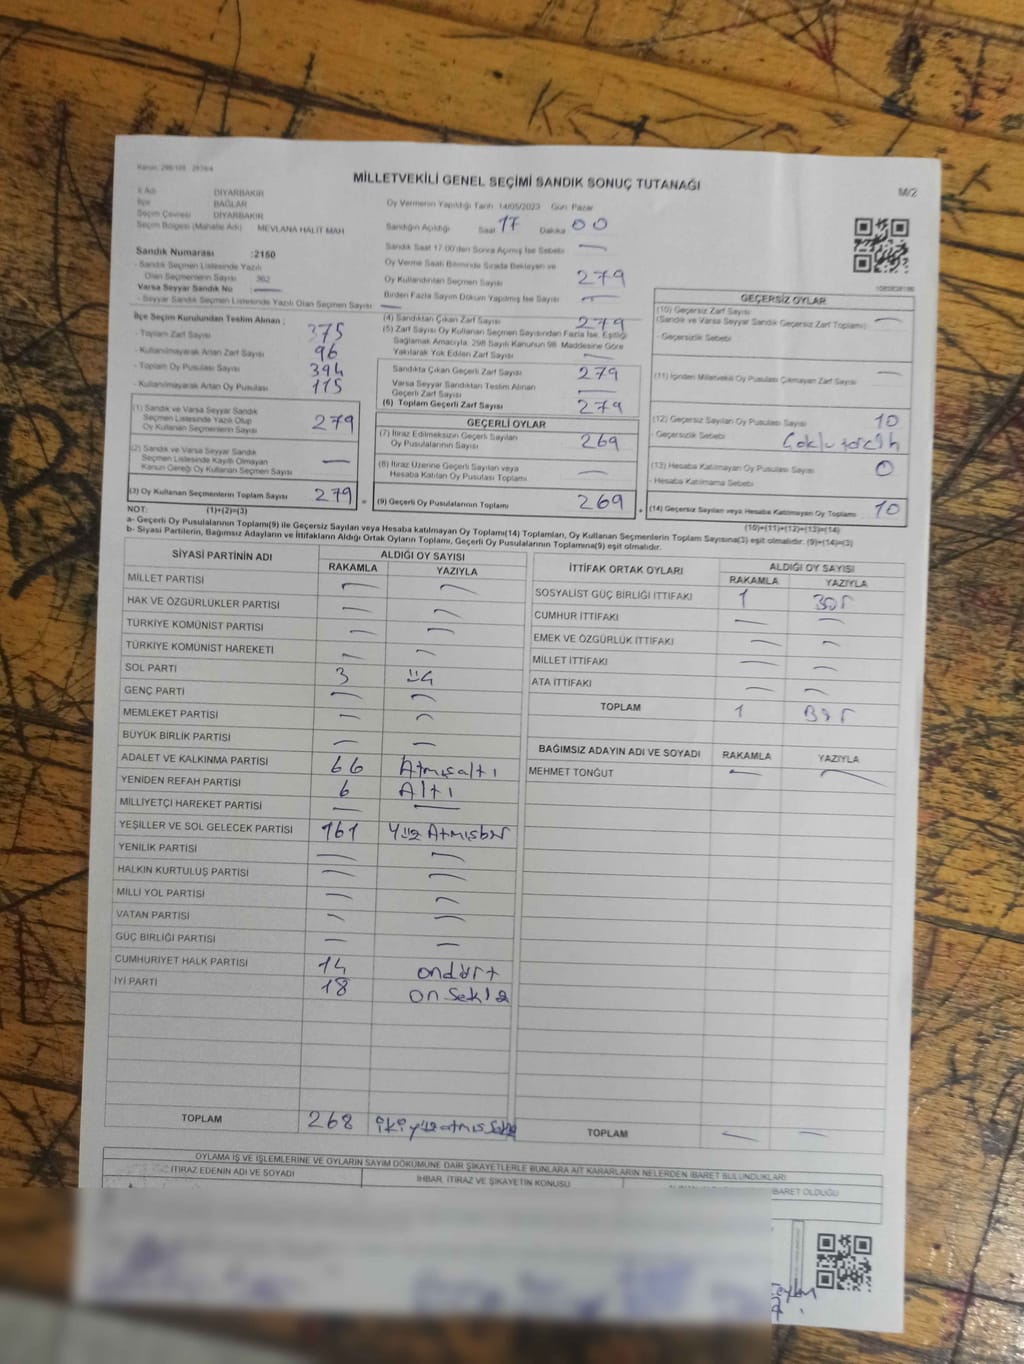 MİLLETVEKİLİ GENEL SEÇİMİ SANDIK SONUÇ TUTANAĞI
M/2
İl Adı DİYARBAKIR
İlçe BAĞLAR
Seçim Çevresi DİYARBAKIR
Seçim Bölgesi (Mahalle Adı) MEVLANA HALİT MAH
Sandık Numarası :2150
- Sandık Seçmen Listesinde Yazılı
Olan Seçmenlerin Sayısı 362
Varsa Seyyar Sandık No —
- Seyyar Sandık Seçmen Listesinde Yazılı Olan Seçmen Sayısı —
Oy Vermenin Yapıldığı Tarih 14/05/2023 Gün: Pazar
Sandığın Açıldığı Saat 17 Dakika 00
Sandık Saat 17:00'den Sonra Açılmış İse Sebebi —
Oy Verme Saati Bitiminde Sırada Bekleyen ve
Oy Kullandırılan Seçmen Sayısı 279
Birden Fazla Sayım Döküm Yapılmış İse Sayısı —
(4) Sandıktan Çıkan Zarf Sayısı 279
(5) Zarf Sayısı Oy Kullanan Seçmen Sayısından Fazla İse, Eşitliği
Sağlamak Amacıyla, 298 Sayılı Kanunun 98. Maddesine Göre
Yakılarak Yok Edilen Zarf Sayısı —
İlçe Seçim Kurulundan Teslim Alınan ;
- Toplam Zarf Sayısı 375
- Kullanılmayarak Artan Zarf Sayısı 96
- Toplam Oy Pusulası Sayısı 394
- Kullanılmayarak Artan Oy Pusulası 115
Sandıkta Çıkan Geçerli Zarf Sayısı 279
Varsa Seyyar Sandıktan Teslim Alınan
Geçerli Zarf Sayısı —
(6) Toplam Geçerli Zarf Sayısı 279
(1) Sandık ve Varsa Seyyar Sandık
Seçmen Listesinde Yazılı Olup
Oy Kullanan Seçmenlerin Sayısı 279
(2) Sandık ve Varsa Seyyar Sandık
Seçmen Listesinde Kayıtlı Olmayan
Kanun Gereği Oy Kullanan Seçmen Sayısı —
(3) Oy Kullanan Seçmenlerin Toplam Sayısı 279 =
GEÇERLİ OYLAR
(7) İtiraz Edilmeksizin Geçerli Sayılan
Oy Pusulalarının Sayısı 269
(8) İtiraz Üzerine Geçerli Sayılan veya
Hesaba Katılan Oy Pusulası Toplamı —
(9) Geçerli Oy Pusulalarının Toplamı 269 +
GEÇERSİZ OYLAR
(10) Geçersiz Zarf Sayısı
(Sandık ve Varsa Seyyar Sandık Geçersiz Zarf Toplamı) —
- Geçersizlik Sebebi
(11) İçinden Milletvekili Oy Pusulası Çıkmayan Zarf Sayısı —
(12) Geçersiz Sayılan Oy Pusulası Sayısı 10
- Geçersizlik Sebebi Çoklu tercih
(13) Hesaba Katılmayan Oy Pusulası Sayısı 0
- Hesaba Katılmama Sebebi
(14) Geçersiz Sayılan veya Hesaba Katılmayan Oy Toplamı 10
NOT: (1)+(2)=(3)
(10)+(11)+(12)+(13)=(14)
a- Geçerli Oy Pusulalarının Toplamı(9) ile Geçersiz Sayılan veya Hesaba katılmayan Oy Toplamı(14) Toplamları, Oy Kullanan Seçmenlerin Toplam Sayısına(3) eşit olmalıdır. (9)+(14)=(3)
b- Siyasi Partilerin, Bağımsız Adayların ve İttifakların Aldığı Ortak Oyların Toplamı, Geçerli Oy Pusulalarının Toplamına(9) eşit olmalıdır.
SİYASİ PARTİNİN ADI ALDIĞI OY SAYISI
RAKAMLA YAZIYLA
MİLLET PARTİSİ — —
HAK VE ÖZGÜRLÜKLER PARTİSİ — —
TÜRKİYE KOMÜNİST PARTİSİ — —
TÜRKİYE KOMÜNİST HAREKETİ — —
SOL PARTİ 3 üç
GENÇ PARTİ — —
MEMLEKET PARTİSİ — —
BÜYÜK BİRLİK PARTİSİ — —
ADALET VE KALKINMA PARTİSİ 66 Atmışaltı
YENİDEN REFAH PARTİSİ 6 Altı
MİLLİYETÇİ HAREKET PARTİSİ — —
YEŞİLLER VE SOL GELECEK PARTİSİ 161 Yüz Atmışbir
YENİLİK PARTİSİ — —
HALKIN KURTULUŞ PARTİSİ — —
MİLLİ YOL PARTİSİ — —
VATAN PARTİSİ — —
GÜÇ BİRLİĞİ PARTİSİ — —
CUMHURİYET HALK PARTİSİ 14 ondört
İYİ PARTİ 18 on sekiz
TOPLAM 268 ikiyüzatmışsekiz
İTTİFAK ORTAK OYLARI ALDIĞI OY SAYISI
RAKAMLA YAZIYLA
SOSYALİST GÜÇ BİRLİĞİ İTTİFAKI 1 Bir
CUMHUR İTTİFAKI — —
EMEK VE ÖZGÜRLÜK İTTİFAKI — —
MİLLET İTTİFAKI — —
ATA İTTİFAKI — —
TOPLAM 1 Bir
BAĞIMSIZ ADAYIN ADI VE SOYADI RAKAMLA YAZIYLA
MEHMET TONĞUT — —
TOPLAM — —
OYLAMA İŞ VE İŞLEMLERİNE VE OYLARIN SAYIM DÖKÜMÜNE DAİR ŞİKAYETLERLE BUNLARA AİT KARARLARIN NELERDEN İBARET BULUNDUKLARI
İTİRAZ EDENİN ADI VE SOYADI
İHBAR, İTİRAZ VE ŞİKAYETİN KONUSU
İBARET OLDUĞU